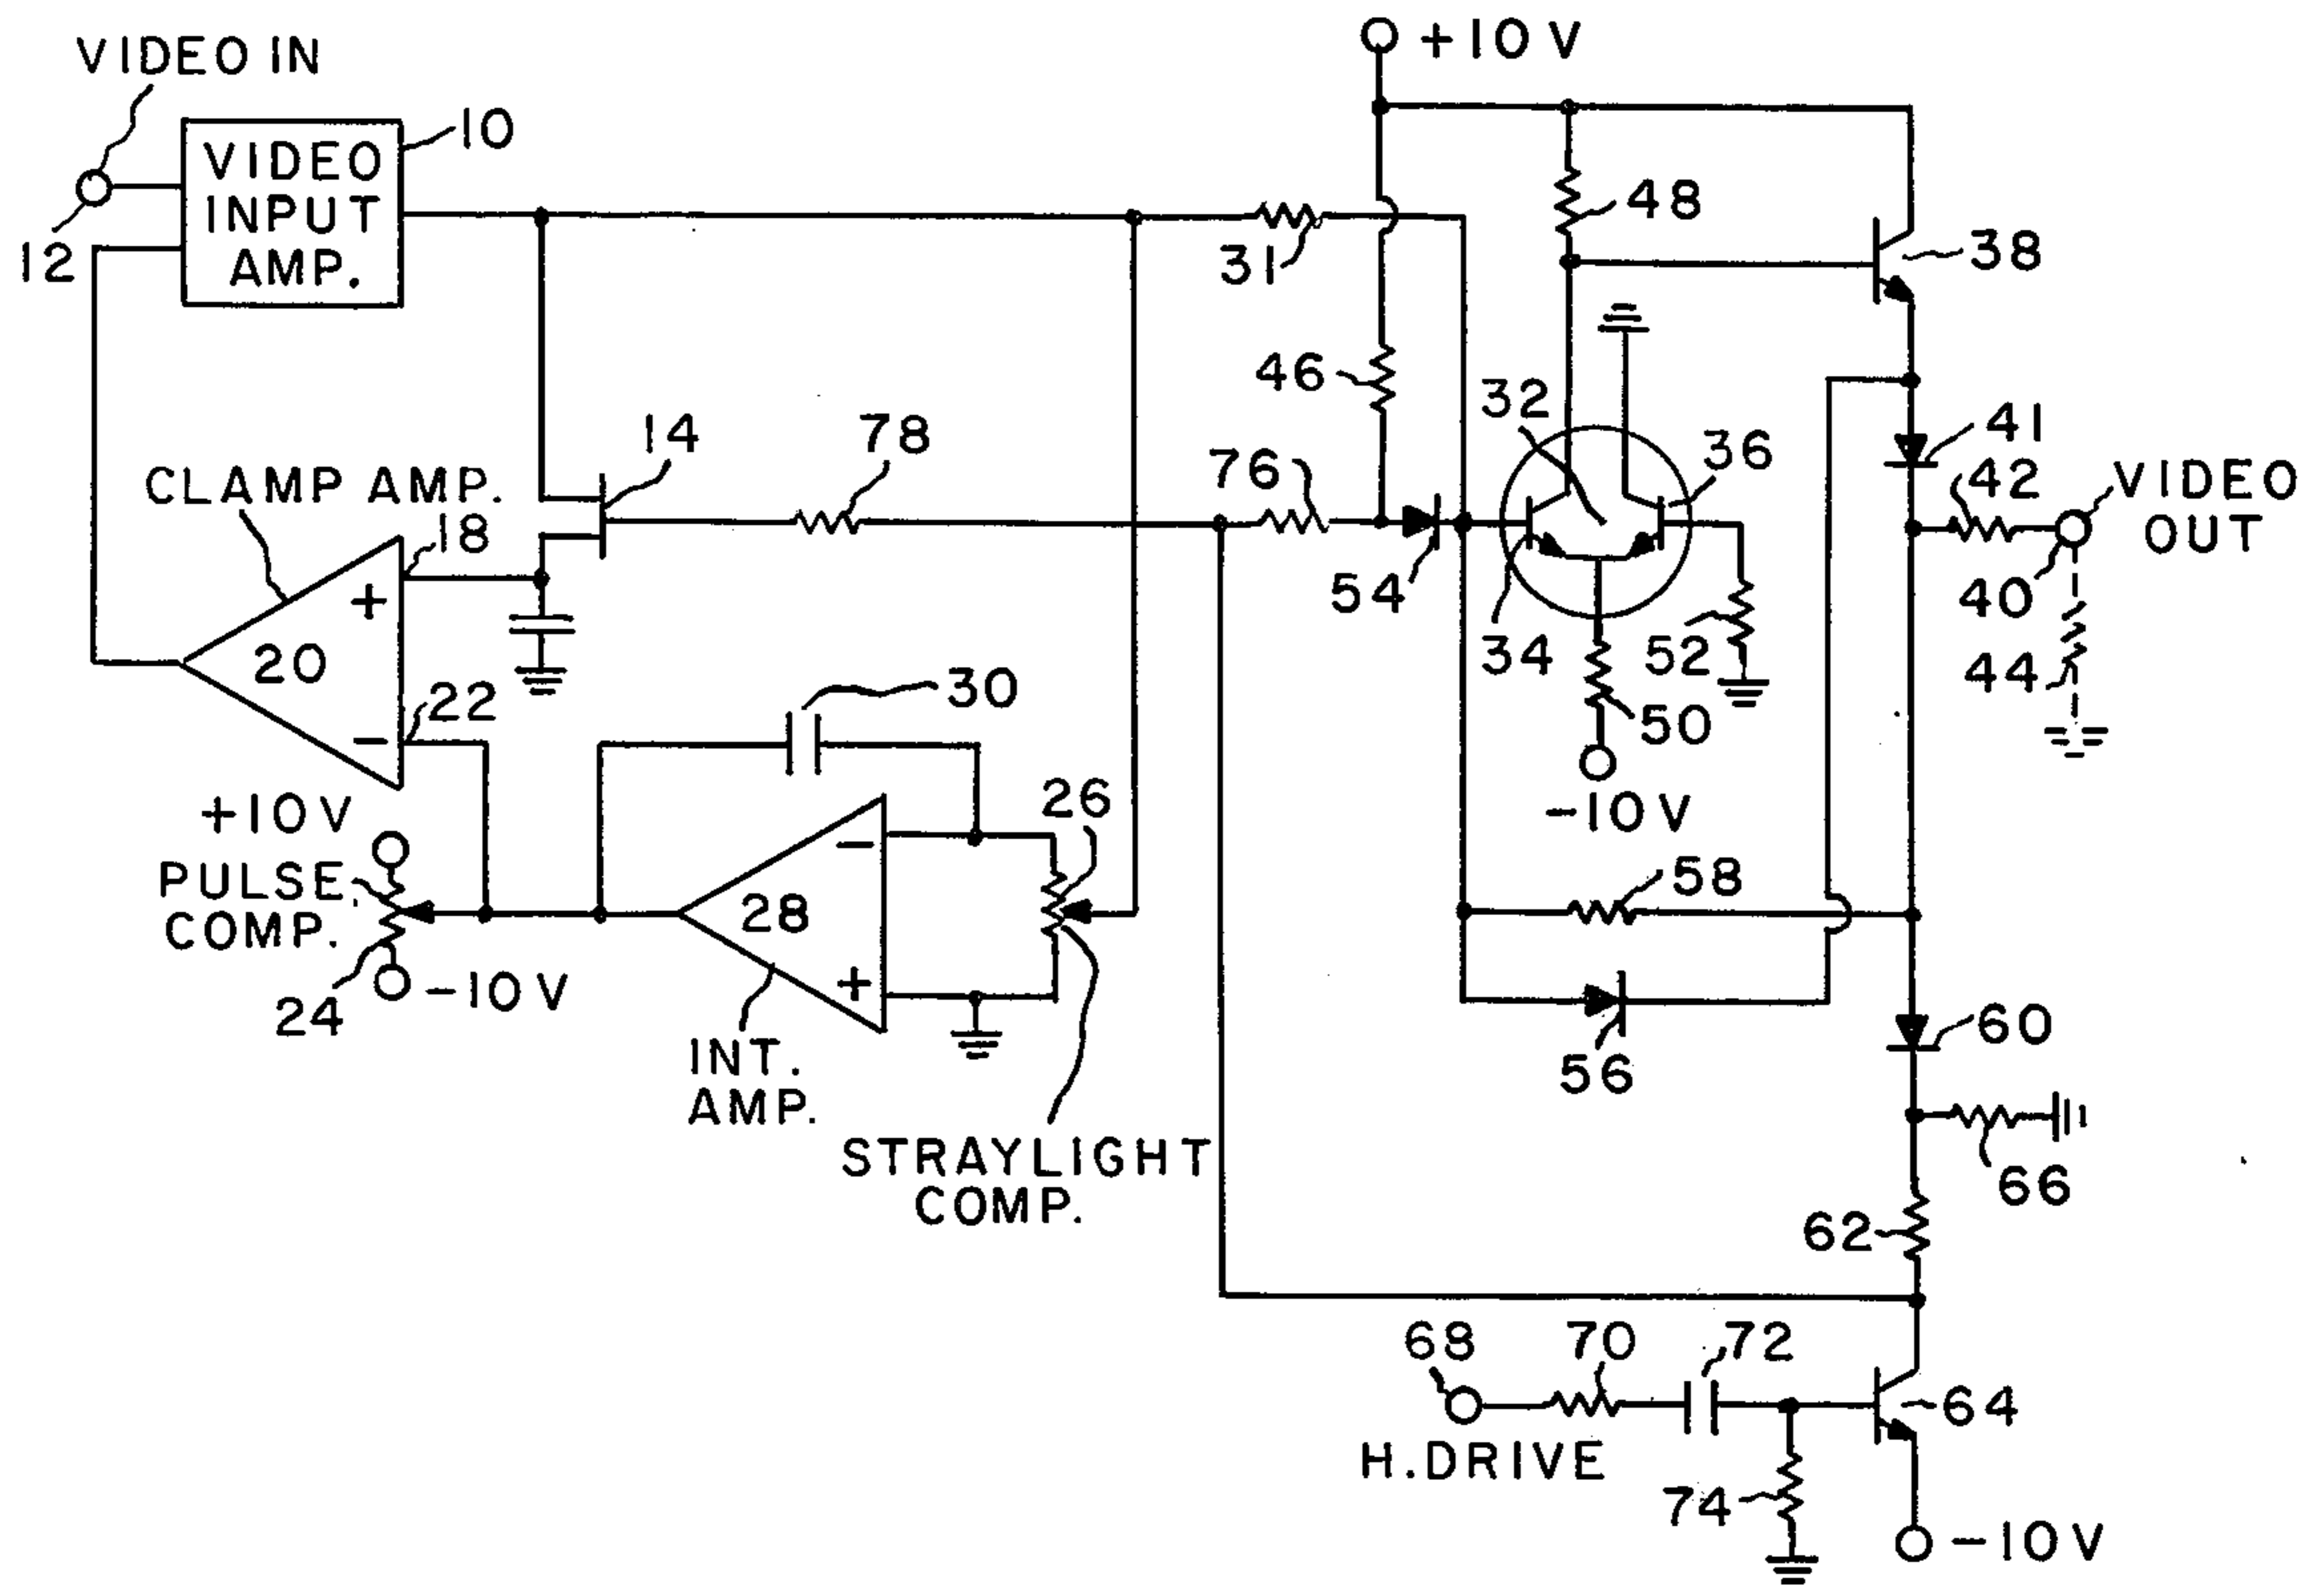 VIDEO IN
+10 V
10
VIDEO
INPUT
AMP.
12
31
48
38
46
32
41
14
78
76
36
42
VIDEO
OUT
CLAMP AMP.
18
+
54
34
52
40
44
20
22
−
30
50
−10 V
+10 V
PULSE
COMP.
24
−10 V
26
−
28
+
58
INT.
AMP.
56
60
STRAYLIGHT
COMP.
66
62
68
70
72
64
H.DRIVE
74
−10 V